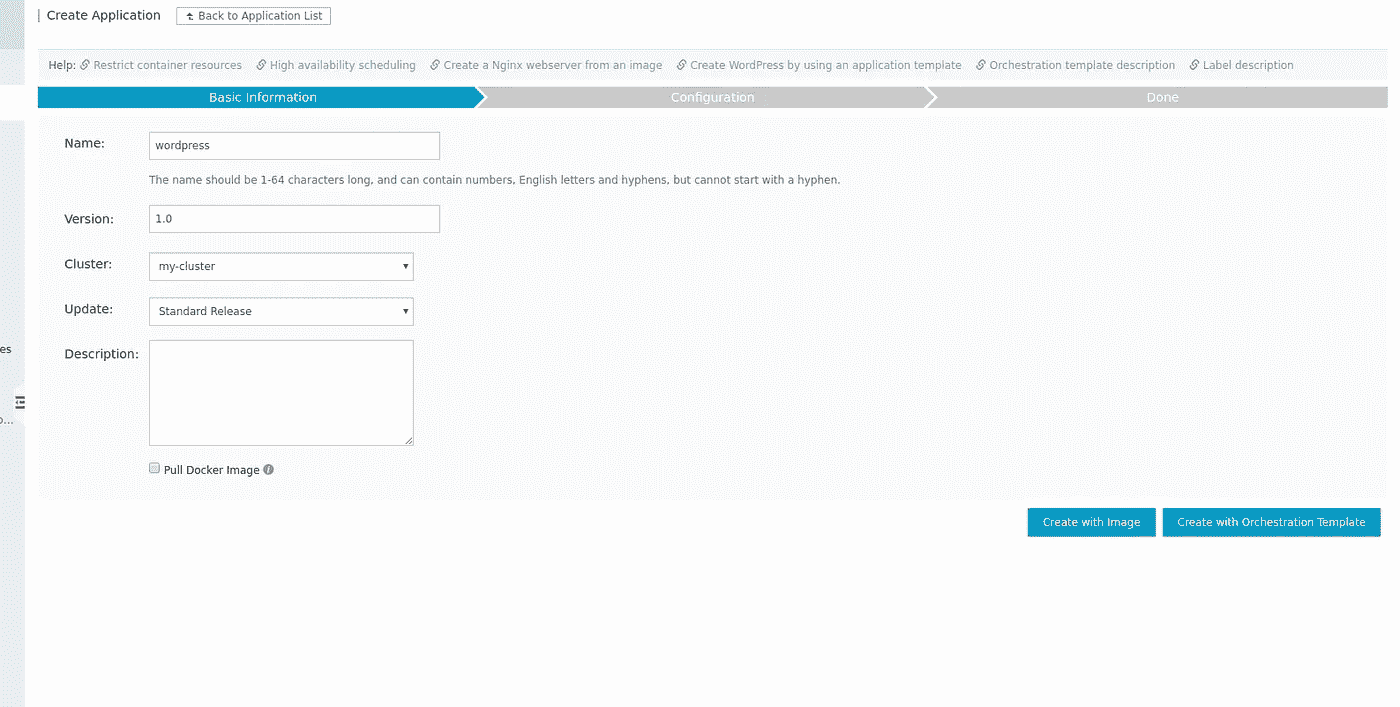 Create Application Back to Application List
Help: Restrict container resources High availability scheduling Create a Nginx webserver from an image Create WordPress by using an application template Orchestration template description Label description
Basic Information Configuration Done
Name: wordpress
The name should be 1-64 characters long, and can contain numbers, English letters and hyphens, but cannot start with a hyphen.
Version: 1.0
Cluster: my-cluster
Update: Standard Release
es
Description:
o...
Pull Docker Image
Create with Image Create with Orchestration Template